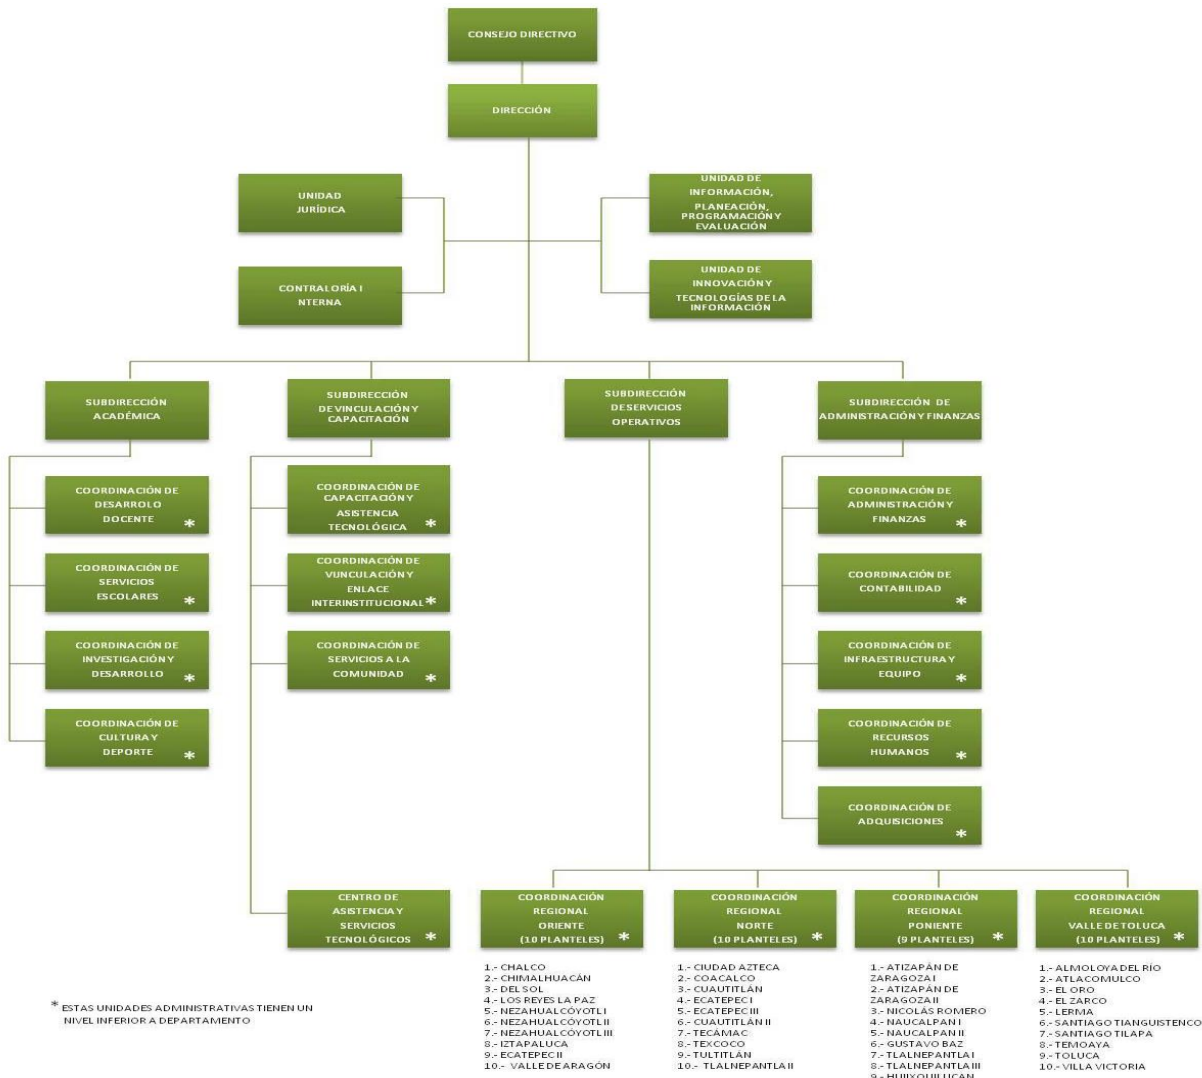 CONSEJO DIRECTIVO
DIRECCIÓN
UNIDAD
JURÍDICA
UNIDAD DE
INFORMACIÓN,
PLANEACIÓN,
PROGRAMACIÓN Y
EVALUACIÓN
CONTRALORÍA I
NTERNA
UNIDAD DE
INNOVACIÓN Y
TECNOLOGÍAS DE LA
INFORMACIÓN
SUBDIRECCIÓN
ACADÉMICA
SUBDIRECCIÓN
DE VINCULACIÓN Y
CAPACITACIÓN
SUBDIRECCIÓN
DE SERVICIOS
OPERATIVOS
SUBDIRECCIÓN DE
ADMINISTRACIÓN Y FINANZAS
COORDINACIÓN DE
DESARROLO
DOCENTE *
COORDINACIÓN DE
SERVICIOS
ESCOLARES *
COORDINACIÓN DE
INVESTIGACIÓN Y
DESARROLLO *
COORDINACIÓN DE
CULTURA Y
DEPORTE *
COORDINACIÓN DE
CAPACITACIÓN Y
ASISTENCIA
TECNOLÓGICA *
COORDINACIÓN DE
VIJNCULACIÓN Y
ENLACE
INTERINSTITUCIONAL *
COORDINACIÓN DE
SERVICIOS A LA
COMUNIDAD *
COORDINACIÓN DE
ADMINISTRACIÓN Y
FINANZAS *
COORDINACIÓN DE
CONTABILIDAD *
COORDINACIÓN DE
INFRAESTRUCTURA Y
EQUIPO *
COORDINACIÓN DE
RECURSOS
HUMANOS *
COORDINACIÓN DE
ADQUISICIONES *
CENTRO DE
ASISTENCIA Y
SERVICIOS
TECNOLÓGICOS *
COORDINACIÓN
REGIONAL
ORIENTE
(10 PLANTELES) *
COORDINACIÓN
REGIONAL
NORTE
(10 PLANTELES) *
COORDINACIÓN
REGIONAL
PONIENTE
(9 PLANTELES) *
COORDINACIÓN
REGIONAL
VALLE DE TOLUCA
(10 PLANTELES) *
1.- CHALCO
2.- CHIMALHUACÁN
3.- DEL SOL
4.- LOS REYES LA PAZ
5.- NEZAHUALCÓYOTL I
6.- NEZAHUALCÓYOTL II
7.- NEZAHUALCÓYOTL III
8.- IZTAPALUCA
9.- ECATEPEC II
10.- VALLE DE ARAGÓN
1.- CIUDAD AZTECA
2.- COACALCO
3.- CUAUTITLÁN
4.- ECATEPEC I
5.- ECATEPEC III
6.- CUAUTITLÁN II
7.- TECÁMAC
8.- TEXCOCO
9.- TULTITLÁN
10.- TLALNEPANTLA II
1.- ATIZAPÁN DE
ZARAGOZA I
2.- ATIZAPÁN DE
ZARAGOZA II
3.- NICOLÁS ROMERO
4.- NAUCALPAN I
5.- NAUCALPAN II
6.- GUSTAVO BAZ
7.- TLALNEPANTLA I
8.- TLALNEPANTLA III
9.- HUIXQUILUCAN
1.- ALMOLOYA DEL RÍO
2.- ATLACOMULCO
3.- EL ORO
4.- EL ZARCO
5.- LERMA
6.- SANTIAGO TIANGUISTENCO
7.- SANTIAGO TILAPA
8.- TEMOAYA
9.- TOLUCA
10.- VILLA VICTORIA
* ESTAS UNIDADES ADMINISTRATIVAS TIENEN UN
NIVEL INFERIOR A DEPARTAMENTO